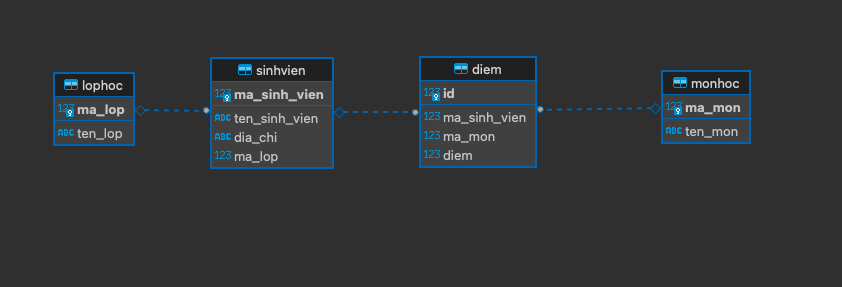 lophoc
123 ma_lop
ABC ten_lop
sinhvien
123 ma_sinh_vien
ABC ten_sinh_vien
ABC dia_chi
123 ma_lop
diem
123 id
123 ma_sinh_vien
123 ma_mon
123 diem
monhoc
123 ma_mon
ABC ten_mon